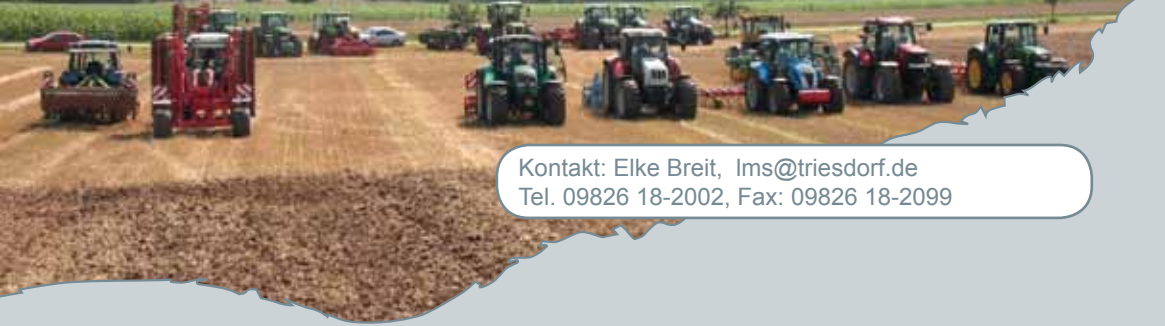 Kontakt: Elke Breit, lms@triesdorf.de
Tel. 09826 18-2002, Fax: 09826 18-2099